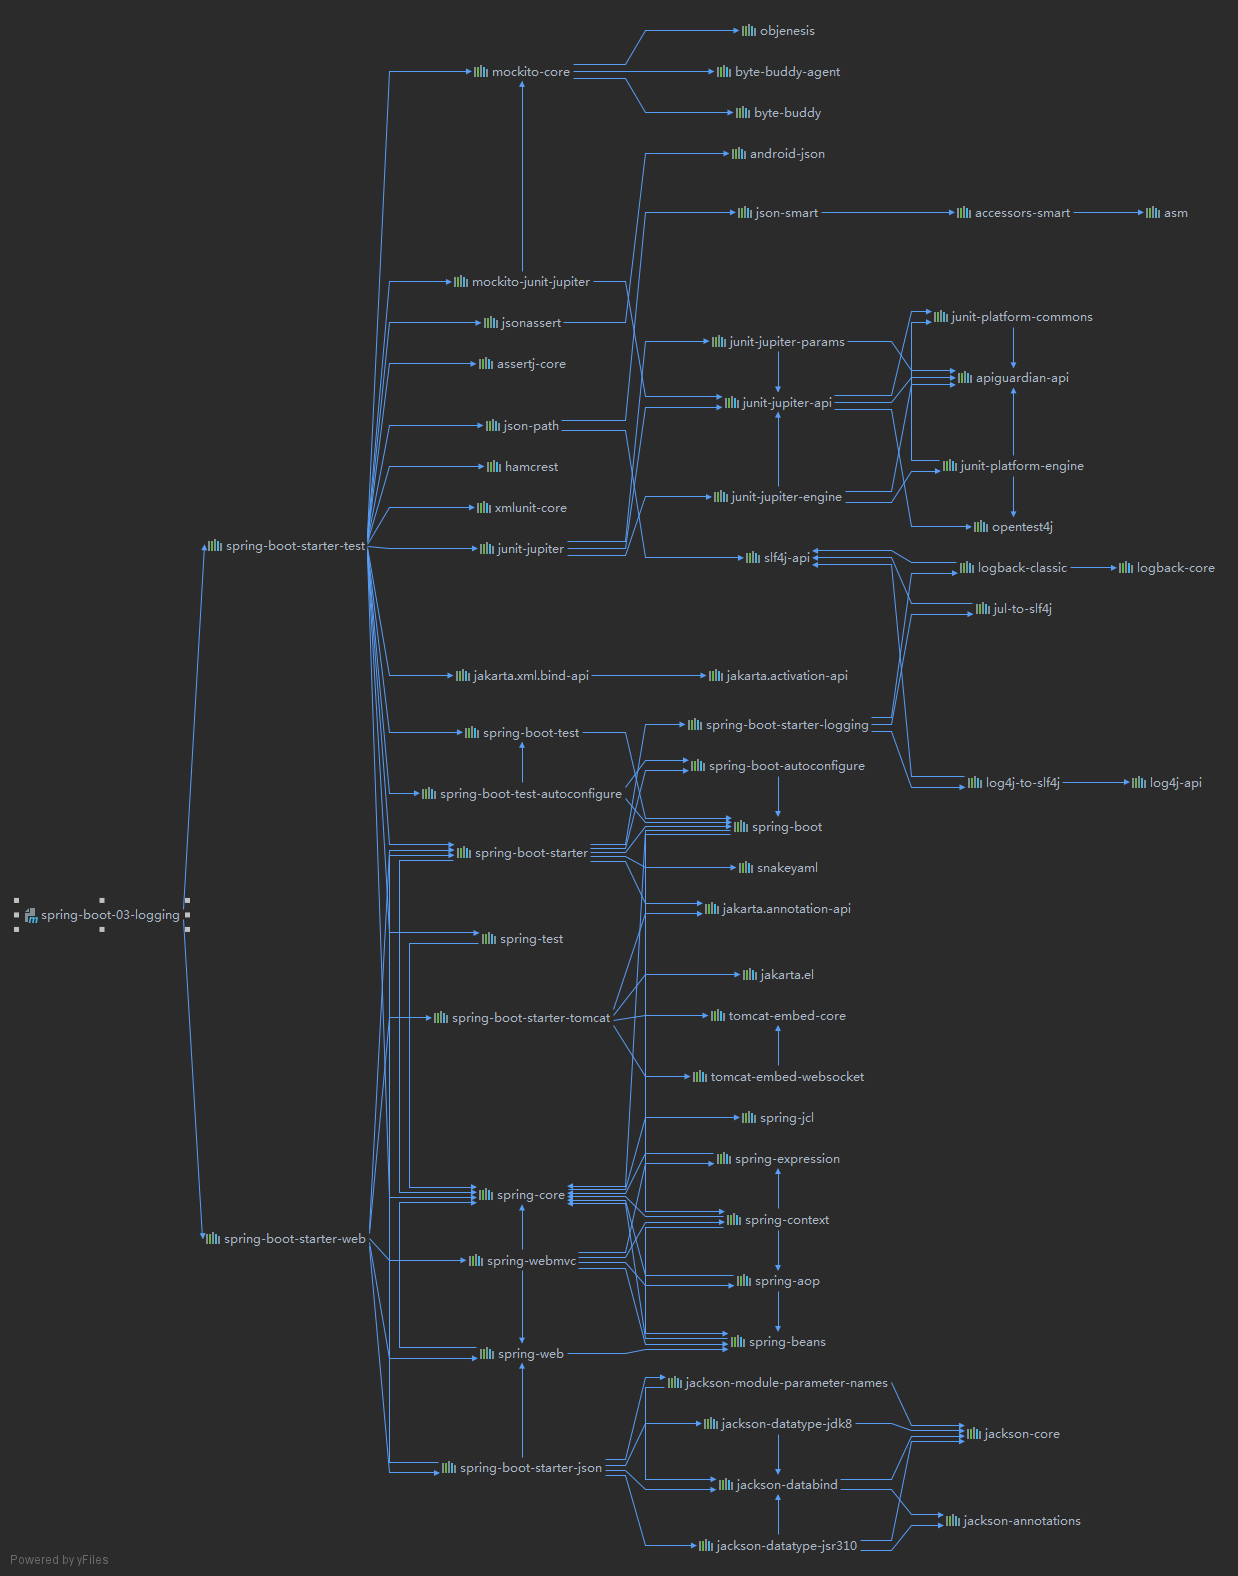 objenesis
mockito-core
byte-buddy-agent
byte-buddy
android-json
json-smart
accessors-smart
asm
mockito-junit-jupiter
junit-platform-commons
jsonassert
junit-jupiter-params
assertj-core
apiguardian-api
junit-jupiter-api
json-path
hamcrest
junit-platform-engine
junit-jupiter-engine
xmlunit-core
opentest4j
spring-boot-starter-test
junit-jupiter
slf4j-api
logback-classic
logback-core
jul-to-slf4j
jakarta.xml.bind-api
jakarta.activation-api
spring-boot-starter-logging
spring-boot-test
spring-boot-autoconfigure
log4j-to-slf4j
log4j-api
spring-boot-test-autoconfigure
spring-boot
spring-boot-starter
snakeyaml
jakarta.annotation-api
spring-boot-03-logging
spring-test
jakarta.el
spring-boot-starter-tomcat
tomcat-embed-core
tomcat-embed-websocket
spring-jcl
spring-expression
spring-core
spring-context
spring-boot-starter-web
spring-webmvc
spring-aop
spring-beans
spring-web
jackson-module-parameter-names
jackson-datatype-jdk8
jackson-core
spring-boot-starter-json
jackson-databind
jackson-annotations
jackson-datatype-jsr310
Powered by yFiles